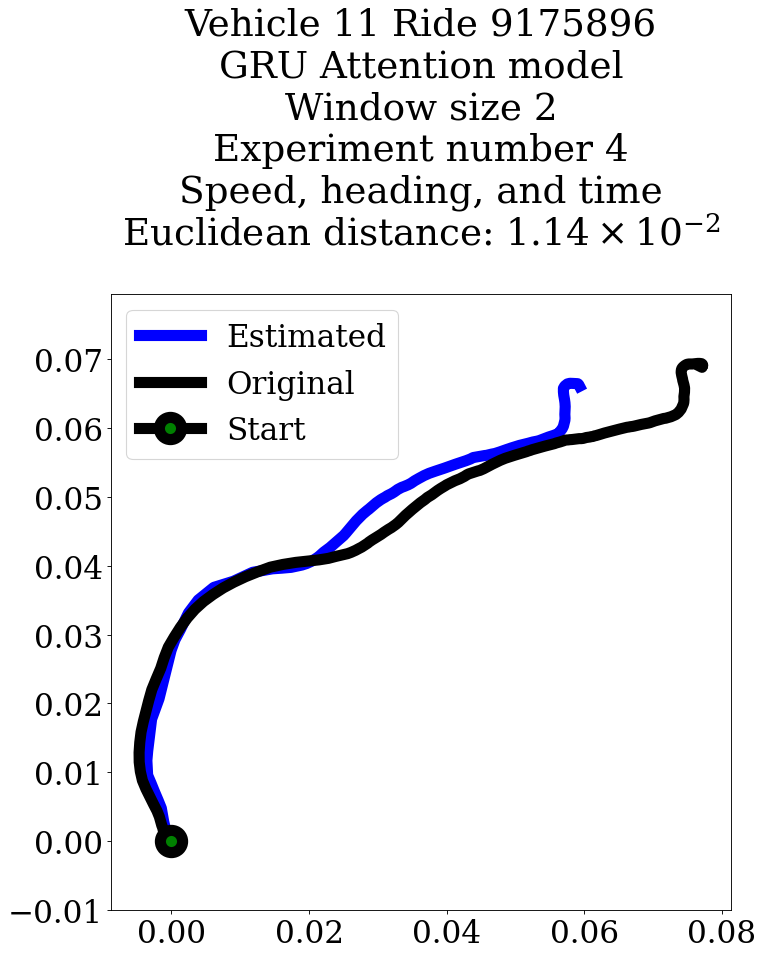 Vehicle 11 Ride 9175896
GRU Attention model
Window size 2
Experiment number 4
Speed, heading, and time
Euclidean distance: 1.14 × 10⁻²
Estimated
Original
Start
0.07
0.06
0.05
0.04
0.03
0.02
0.01
0.00
−0.01
0.00 0.02 0.04 0.06 0.08